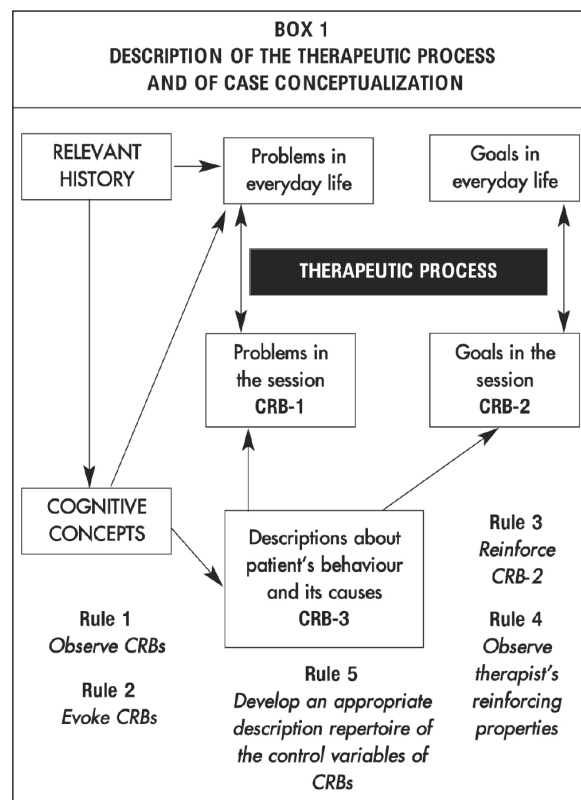 BOX 1
DESCRIPTION OF THE THERAPEUTIC PROCESS
AND OF CASE CONCEPTUALIZATION
RELEVANT
HISTORY
Problems in
everyday life
Goals in
everyday life
THERAPEUTIC PROCESS
Problems in
the session
CRB-1
Goals in the
session
CRB-2
COGNITIVE
CONCEPTS
Descriptions about
patient's behaviour
and its causes
CRB-3
Rule 1
Observe CRBs
Rule 2
Evoke CRBs
Rule 5
Develop an appropriate
description repertoire of
the control variables of
CRBs
Rule 3
Reinforce
CRB-2
Rule 4
Observe
therapist's
reinforcing
properties